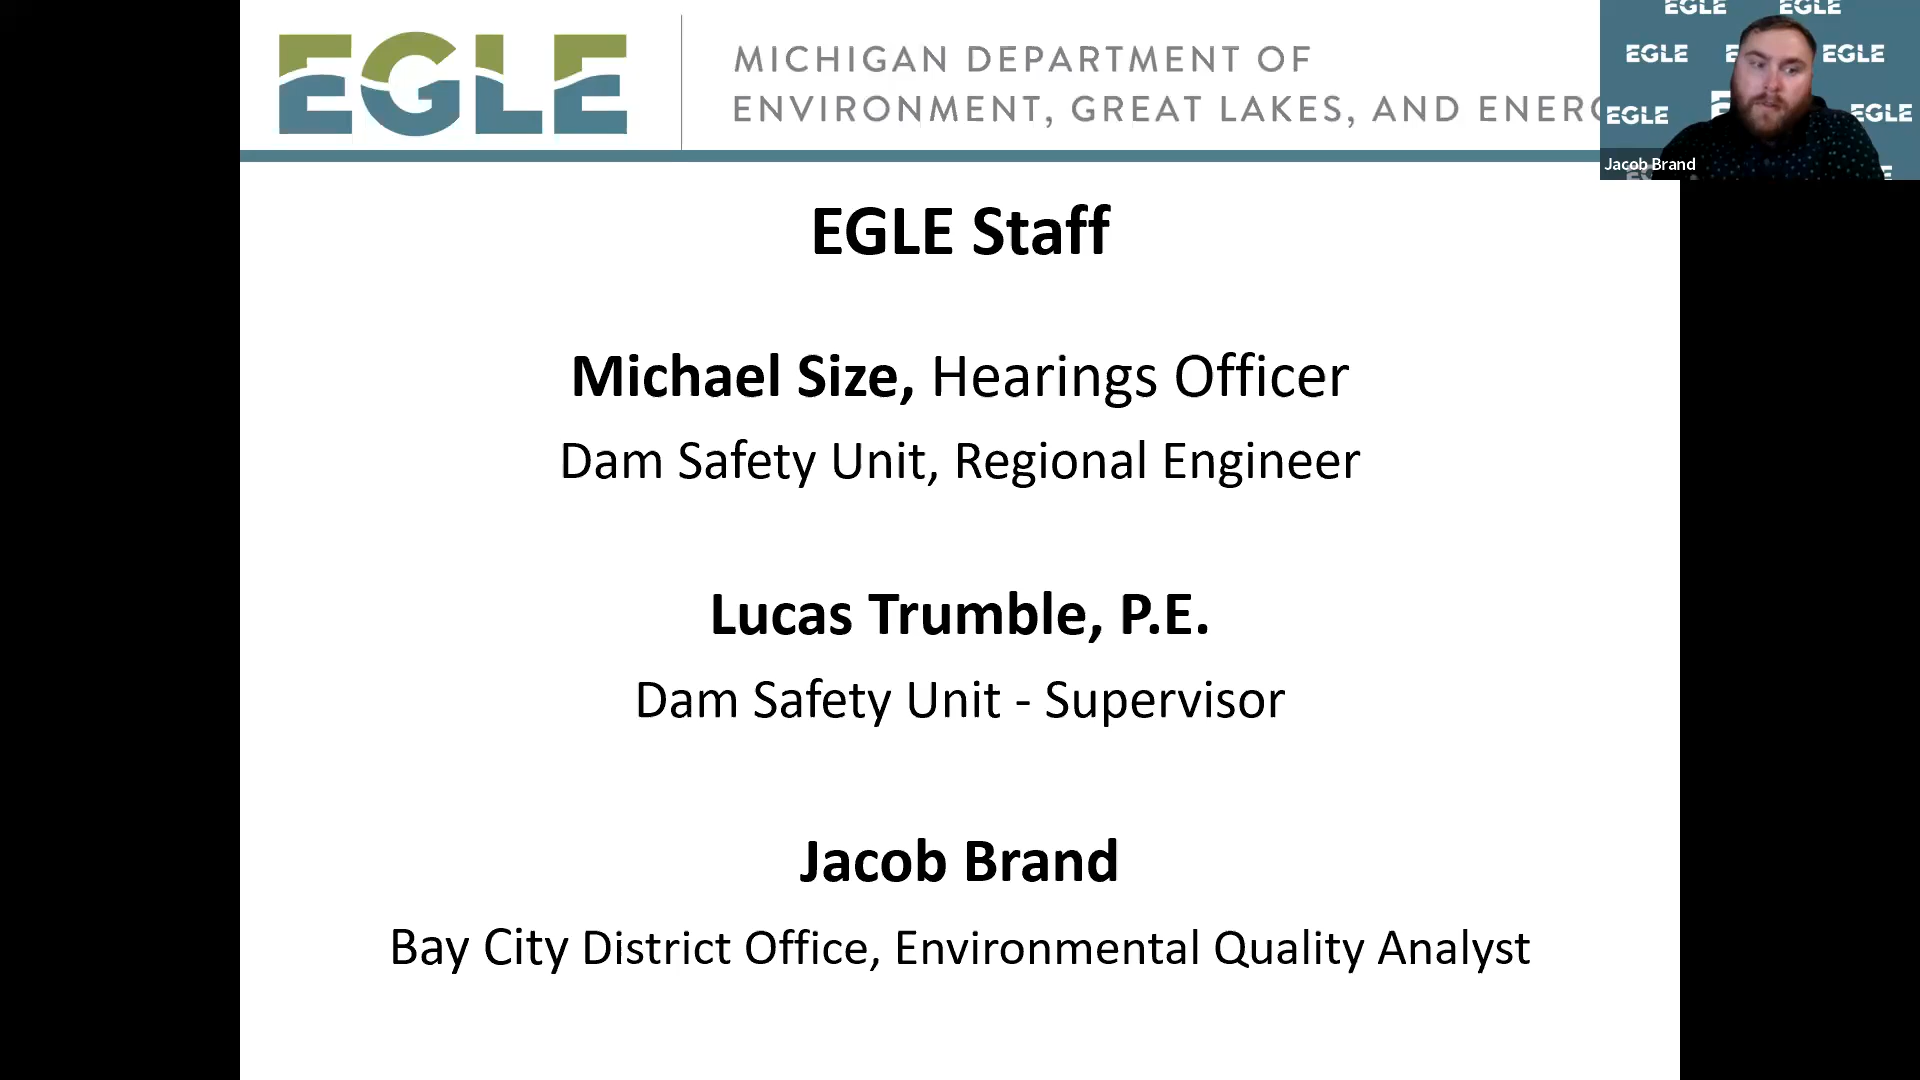 EGLE
MICHIGAN DEPARTMENT OF
ENVIRONMENT, GREAT LAKES, AND ENERG
EGLE EGLE
EGLE E EGLE
EGLE E EGLE
Jacob Brand
EGLE Staff
Michael Size, Hearings Officer
Dam Safety Unit, Regional Engineer
Lucas Trumble, P.E.
Dam Safety Unit - Supervisor
Jacob Brand
Bay City District Office, Environmental Quality Analyst